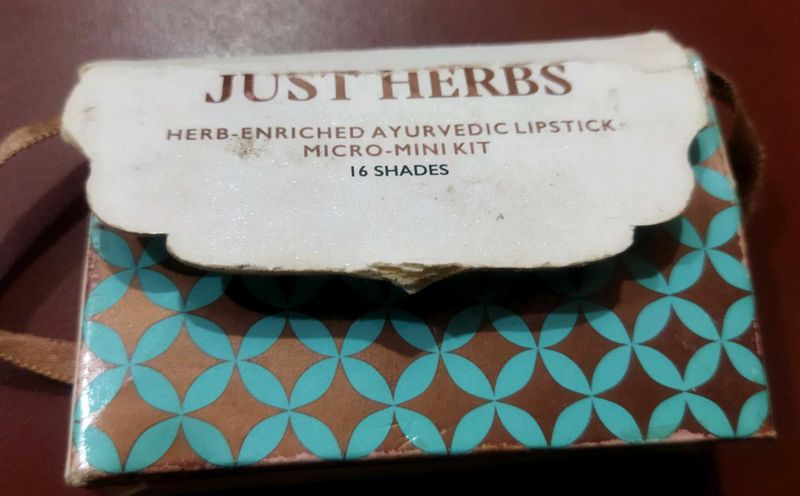 JUST HERBS
HERB-ENRICHED AYURVEDIC LIPSTICK
MICRO-MINI KIT
16 SHADES